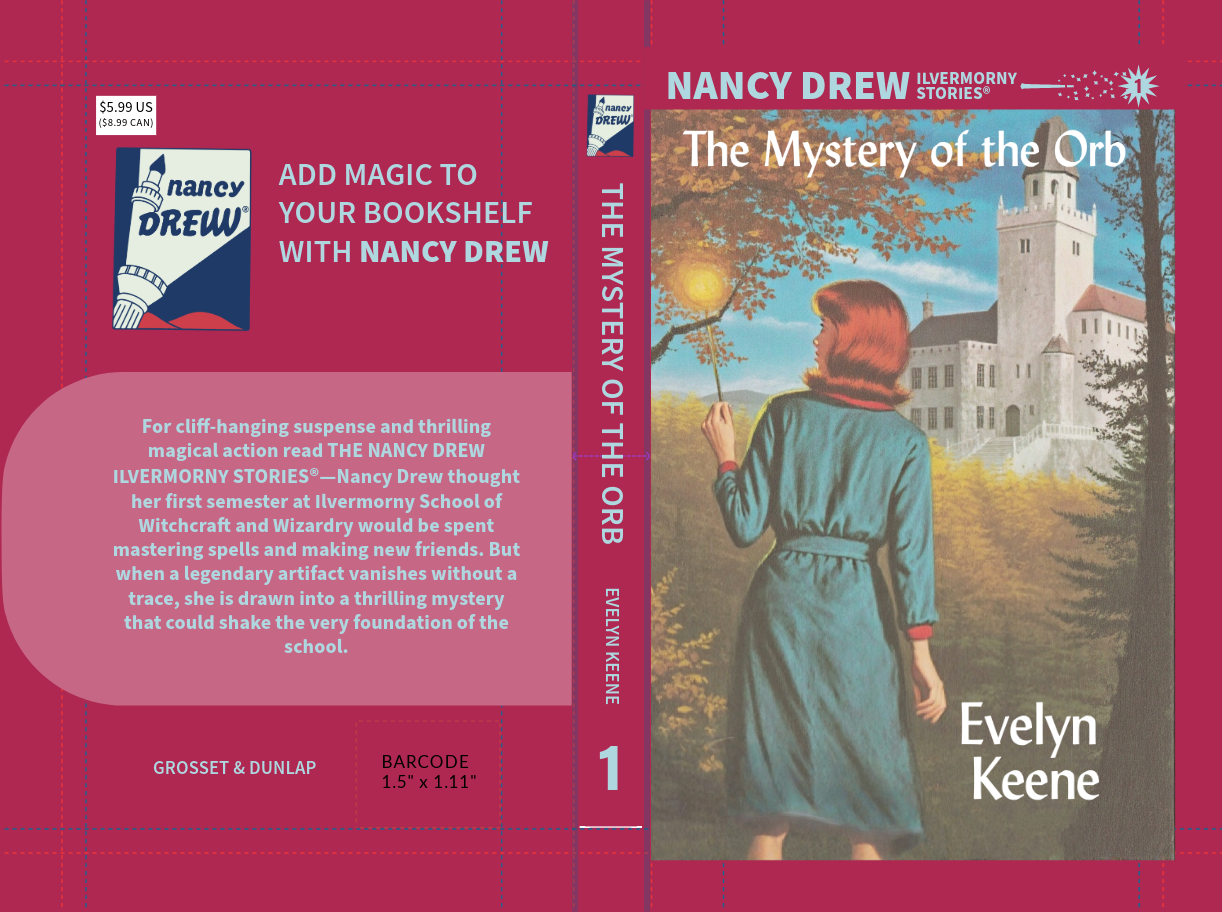 $5.99 US
($8.99 CAN)
nancy
DREW®
ADD MAGIC TO
YOUR BOOKSHELF
WITH NANCY DREW
For cliff-hanging suspense and thrilling
magical action read THE NANCY DREW
ILVERMORNY STORIES®—Nancy Drew thought
her first semester at Ilvermorny School of
Witchcraft and Wizardry would be spent
mastering spells and making new friends. But
when a legendary artifact vanishes without a
trace, she is drawn into a thrilling mystery
that could shake the very foundation of the
school.
GROSSET & DUNLAP
BARCODE
1.5" x 1.11"
nancy
DREW
THE MYSTERY OF THE ORB
EVELYN KEENE
1
NANCY DREW
ILVERMORNY
STORIES®
1
The Mystery of the Orb
Evelyn
Keene